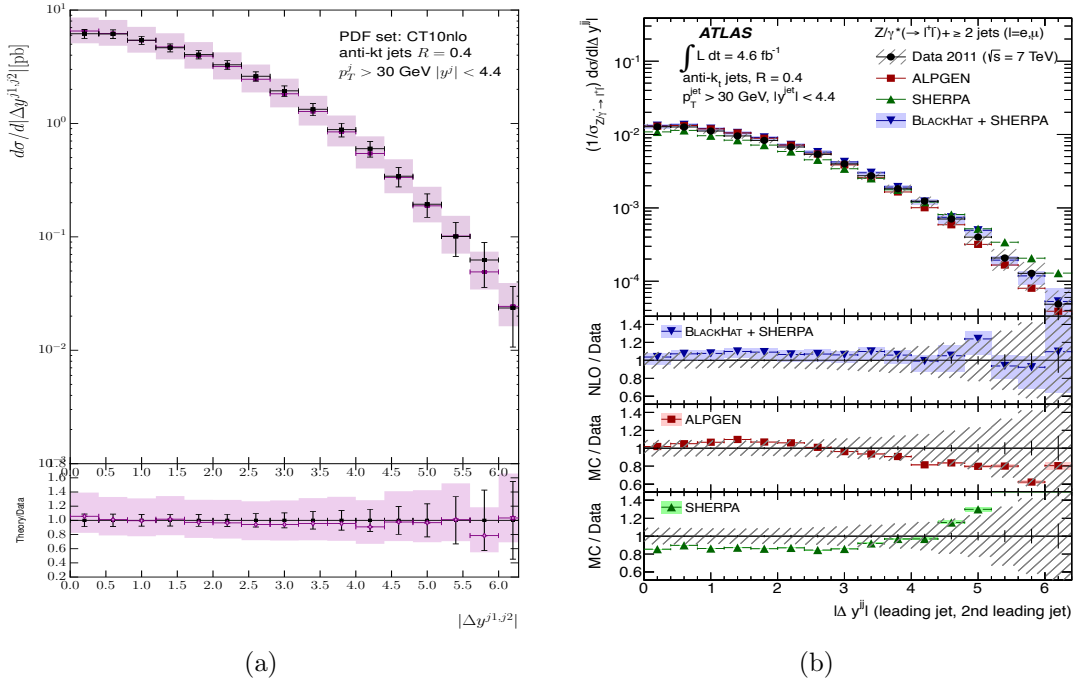 10^1
10^0
10^-1
10^-2
10^-3
dσ/d|Δy^{j1,j2}|[pb]
PDF set: CT10nlo
anti-kt jets R = 0.4
p_T^j > 30 GeV |y^j| < 4.4
0.0 0.5 1.0 1.5 2.0 2.5 3.0 3.5 4.0 4.5 5.0 5.5 6.0
1.8
1.6
1.4
1.2
1.0
0.8
0.6
0.4
0.2
Theory/Data
0.0 0.5 1.0 1.5 2.0 2.5 3.0 3.5 4.0 4.5 5.0 5.5 6.0
|Δy^{j1,j2}|
(a)
(1/σ_{Z/γ*→ l+l-}) dσ/d|Δ y^{jj}|
10^-1
10^-2
10^-3
10^-4
ATLAS
∫ L dt = 4.6 fb^-1
anti-k_t jets, R = 0.4
p_T^jet > 30 GeV, |y^jet| < 4.4
Z/γ*(→ l+l-)+ ≥ 2 jets (l=e,μ)
Data 2011 (√s = 7 TeV)
ALPGEN
SHERPA
BLACKHAT + SHERPA
NLO / Data
1.4
1.2
1
0.8
0.6
BLACKHAT + SHERPA
MC / Data
1.4
1.2
1
0.8
0.6
ALPGEN
MC / Data
1.4
1.2
1
0.8
0.6
SHERPA
0 1 2 3 4 5 6
|Δ y^{jj}| (leading jet, 2nd leading jet)
(b)